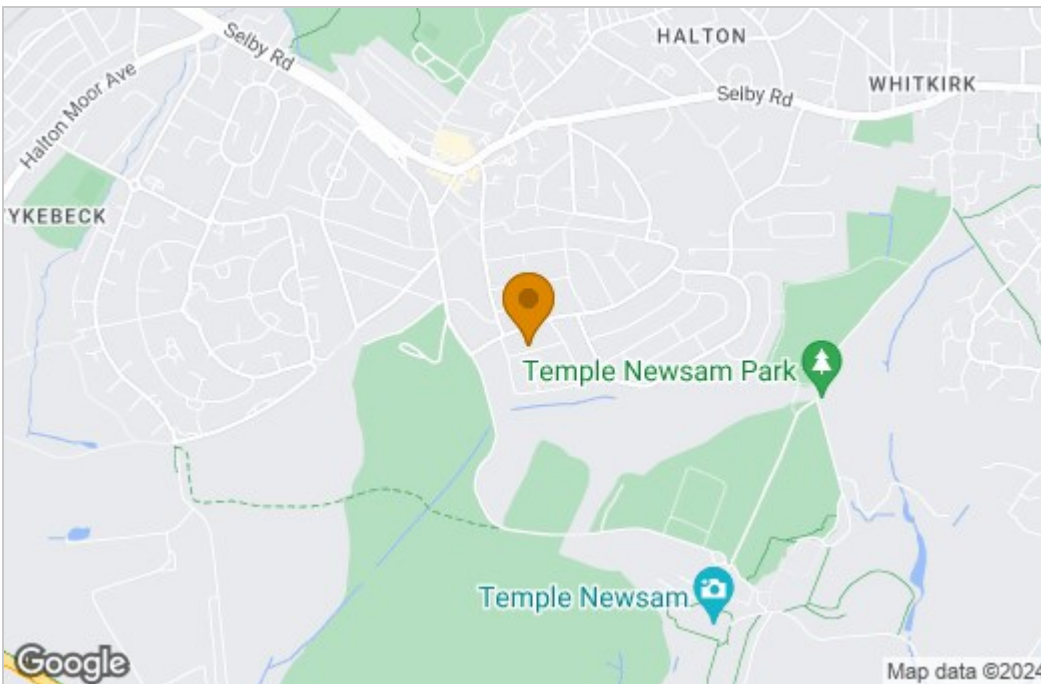 Selby Rd
HALTON
WHITKIRK
Selby Rd
Halton Moor Ave
YKEBECK
Temple Newsam Park
Temple Newsam
Google
Map data ©2024